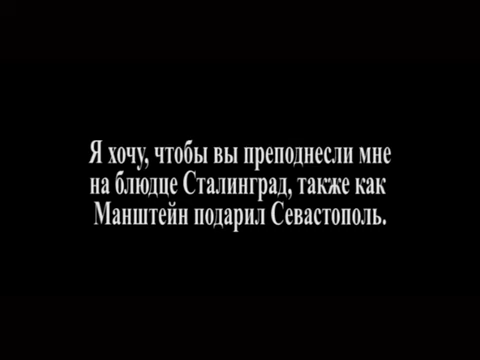 Я хочу, чтобы вы преподнесли мне
на блюдце Сталинград, также как
Манштейн подарил Севастополь.